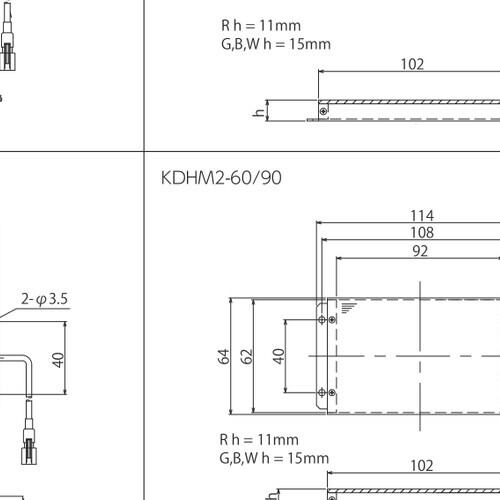 R h = 11mm
G,B,W h = 15mm
102
h
KDHM2-60/90
114
108
92
2-φ3.5
40
64
62
40
R h = 11mm
G,B,W h = 15mm
102
h